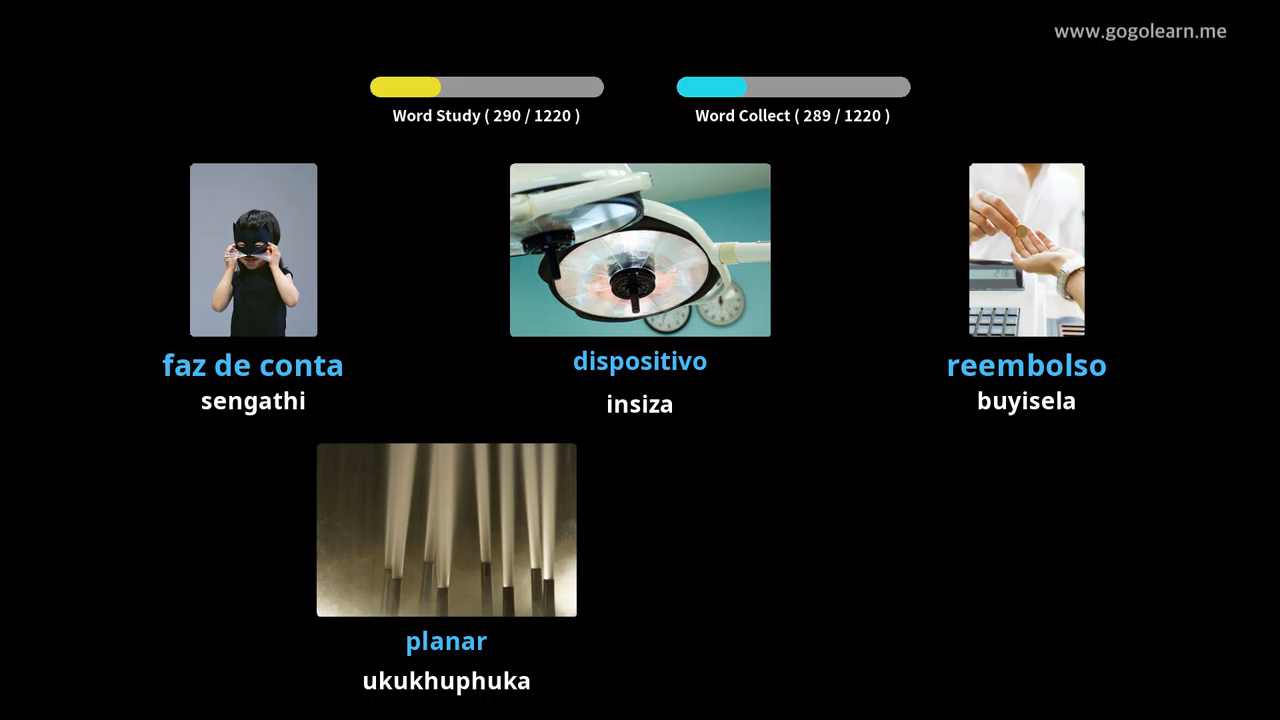 www.gogolearn.me
Word Study ( 290 / 1220 )
Word Collect ( 289 / 1220 )
faz de conta
sengathi
dispositivo
insiza
reembolso
buyisela
planar
ukukhuphuka